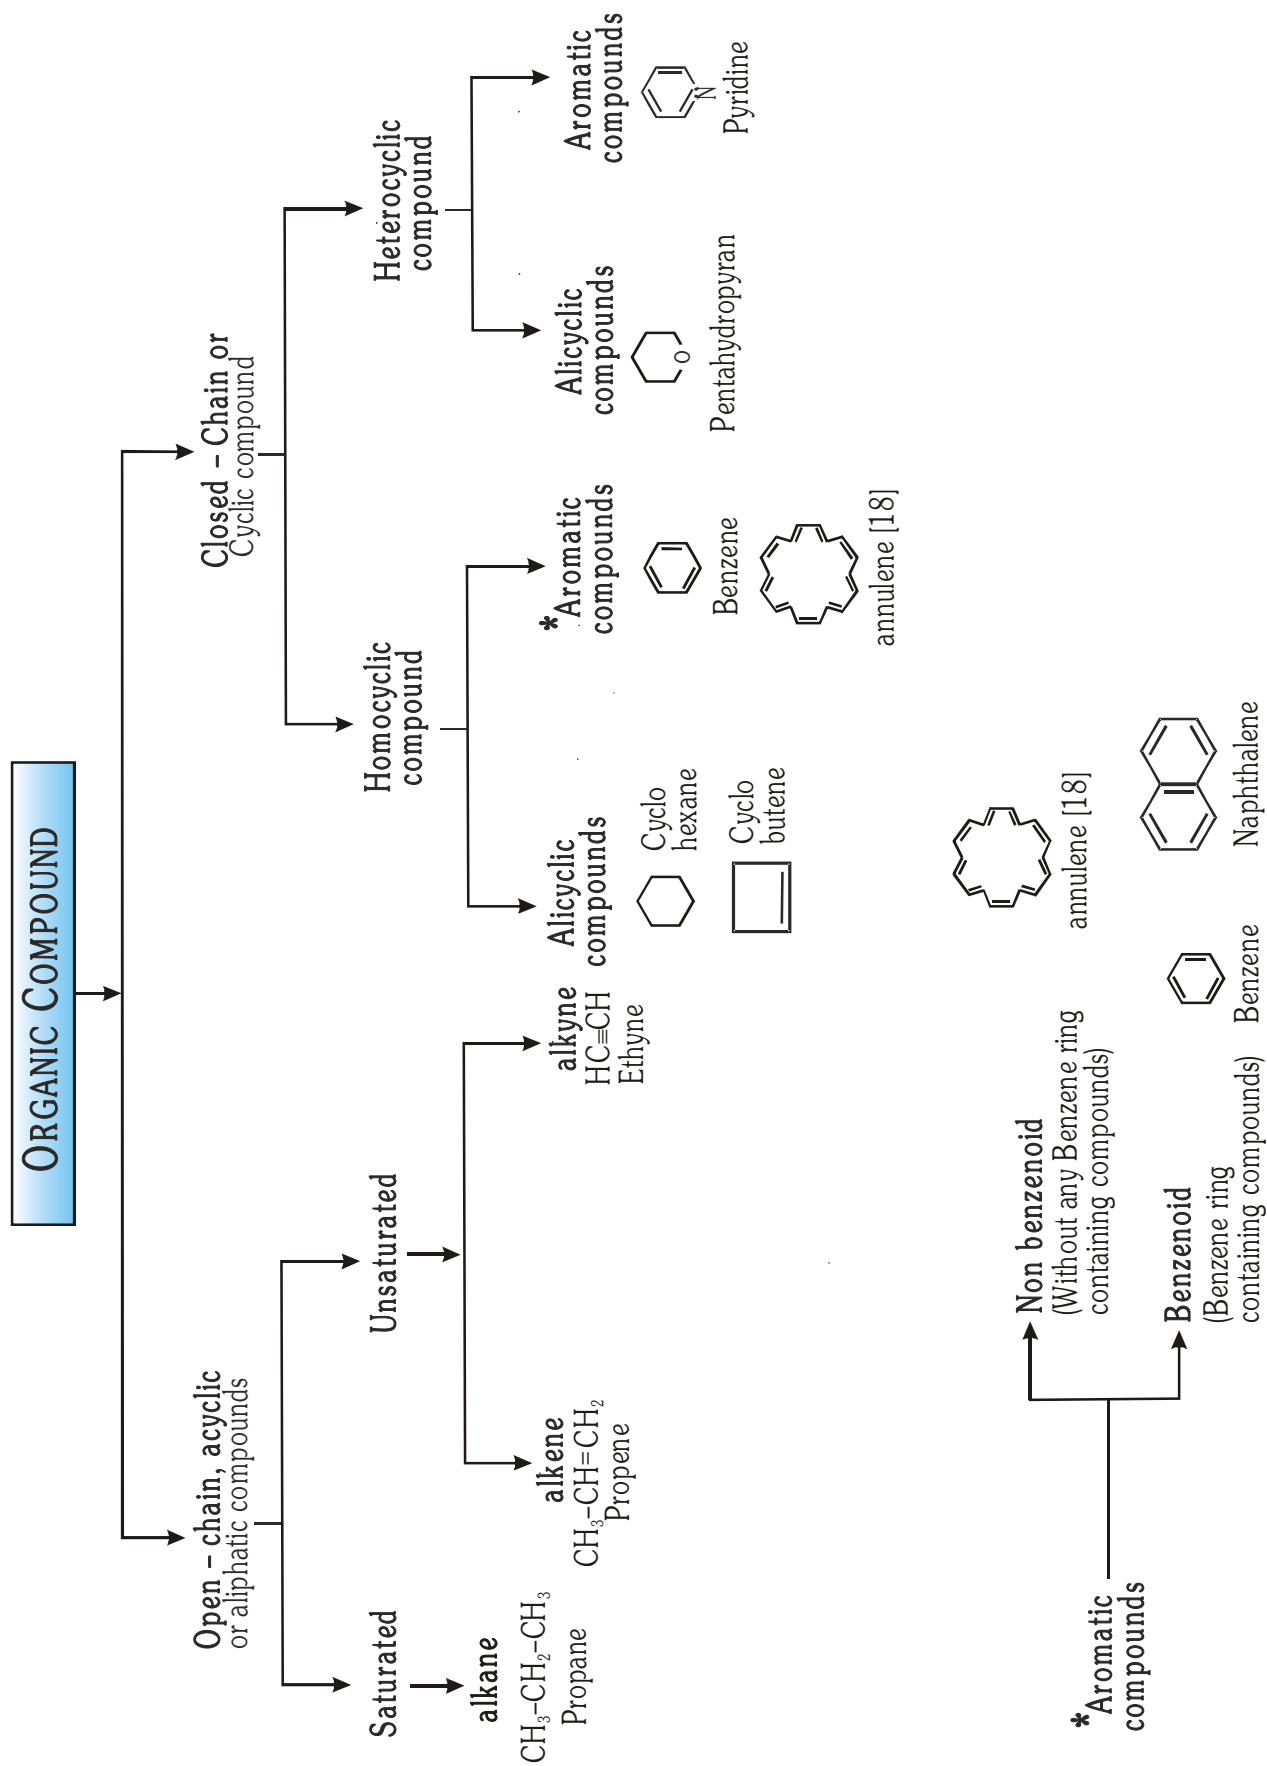 ORGANIC COMPOUND
Open – chain, acyclic
or aliphatic compounds
Closed – Chain or
Cyclic compound
Saturated
Unsaturated
Homocyclic
compound
Heterocyclic
compound
alkane
CH₃–CH₂–CH₃
Propane
alkene
CH₃–CH=CH₂
Propene
alkyne
HC≡CH
Ethyne
Alicyclic
compounds
Cyclo
hexane
Cyclo
butene
*Aromatic
compounds
Benzene
annulene [18]
Alicyclic
compounds
O
Pentahydropyran
Aromatic
compounds
N
Pyridine
*Aromatic
compounds
Non benzenoid
(Without any Benzene ring
containing compounds)
annulene [18]
Benzenoid
(Benzene ring
containing compounds)
Benzene
Naphthalene